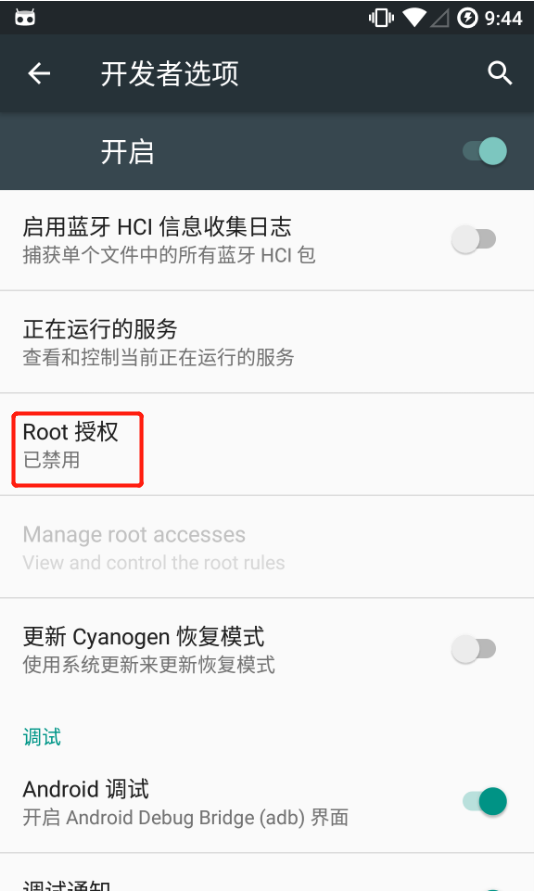 9:44
开发者选项
开启
启用蓝牙 HCI 信息收集日志
捕获单个文件中的所有蓝牙 HCI 包
正在运行的服务
查看和控制当前正在运行的服务
Root 授权
已禁用
Manage root accesses
View and control the root rules
更新 Cyanogen 恢复模式
使用系统更新来更新恢复模式
调试
Android 调试
开启 Android Debug Bridge (adb) 界面
调试通知